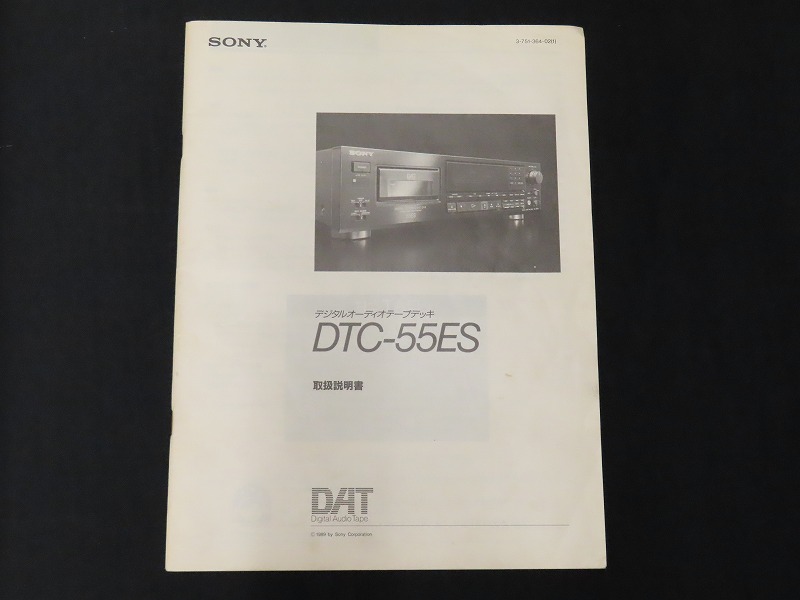 SONY.
3-751-364-02(1)
SONY
デジタルオーディオテープデッキ
DTC-55ES
取扱説明書
DAT
Digital Audio Tape
© 1989 by Sony Corporation